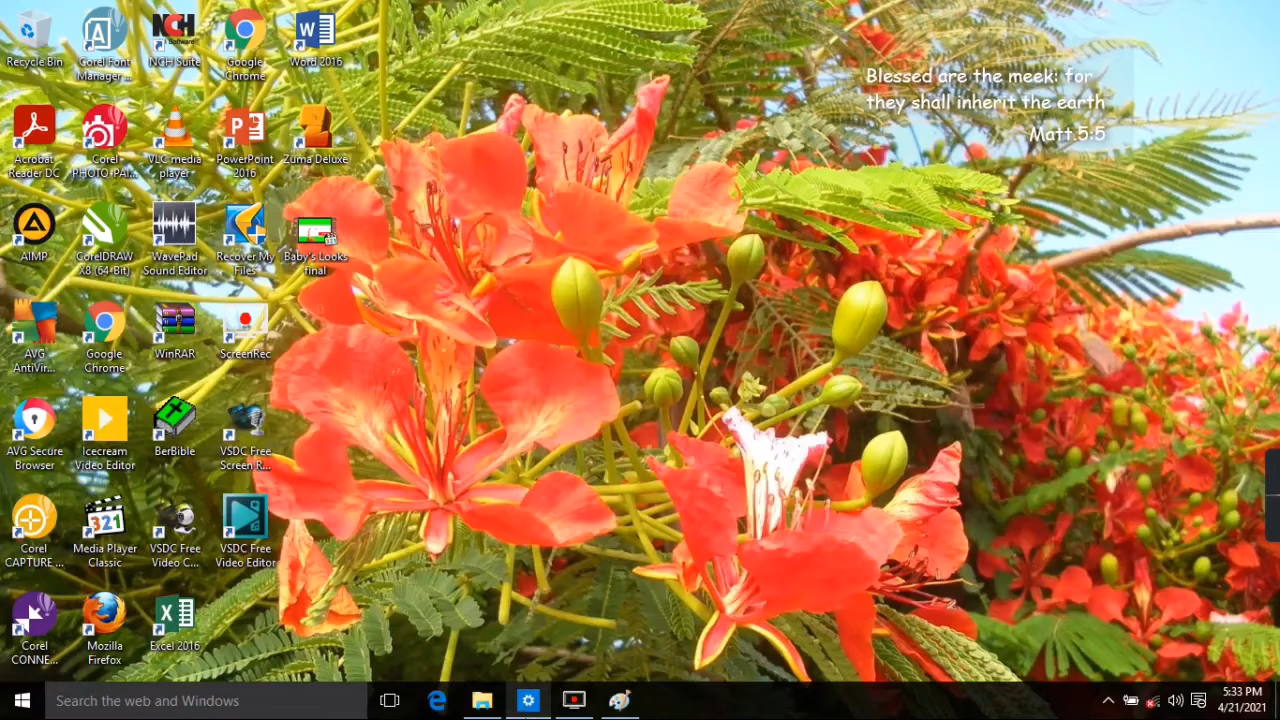 Blessed are the meek: for
they shall inherit the earth
Matt.5:5
Recycle Bin
Corel Font
Manager ...
NCH
Software
NCH Suite
Google
Chrome
Word 2016
Acrobat
Reader DC
Corel
PHOTO-PAI...
VLC media
player
PowerPoint
2016
Zuma Deluxe
AIMP
CorelDRAW
X8 (64-Bit)
WavePad
Sound Editor
Recover My
Files
Baby's Looks
final
AVG
AntiVir...
Google
Chrome
WinRAR
ScreenRec
AVG Secure
Browser
Icecream
Video Editor
BerBible
VSDC Free
Screen R...
Corel
CAPTURE ...
321
Media Player
Classic
VSDC Free
Video C...
VSDC Free
Video Editor
Corel
CONNE...
Mozilla
Firefox
Excel 2016
Search the web and Windows
5:33 PM
4/21/2021